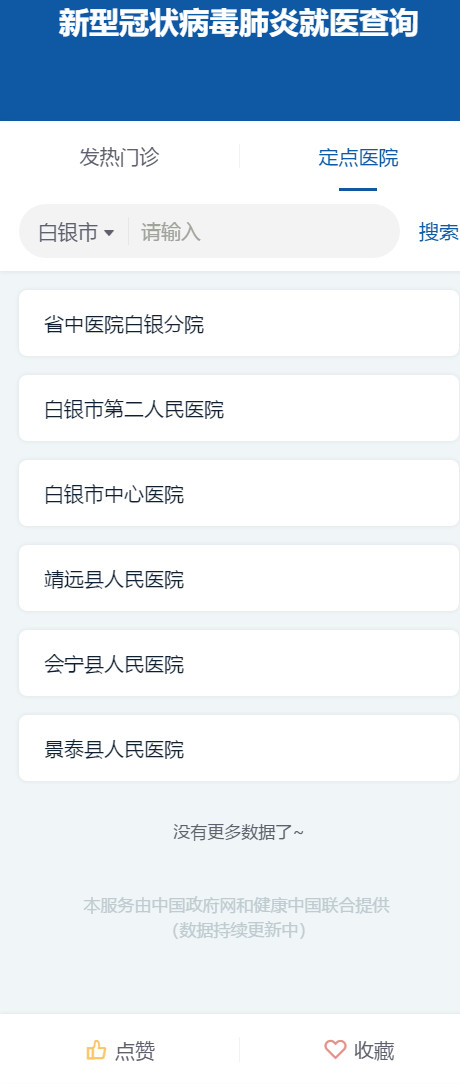 新型冠状病毒肺炎就医查询
发热门诊
定点医院
白银市
请输入
搜索
省中医院白银分院
白银市第二人民医院
白银市中心医院
靖远县人民医院
会宁县人民医院
景泰县人民医院
没有更多数据了~
本服务由中国政府网和健康中国联合提供
（数据持续更新中）
点赞
收藏